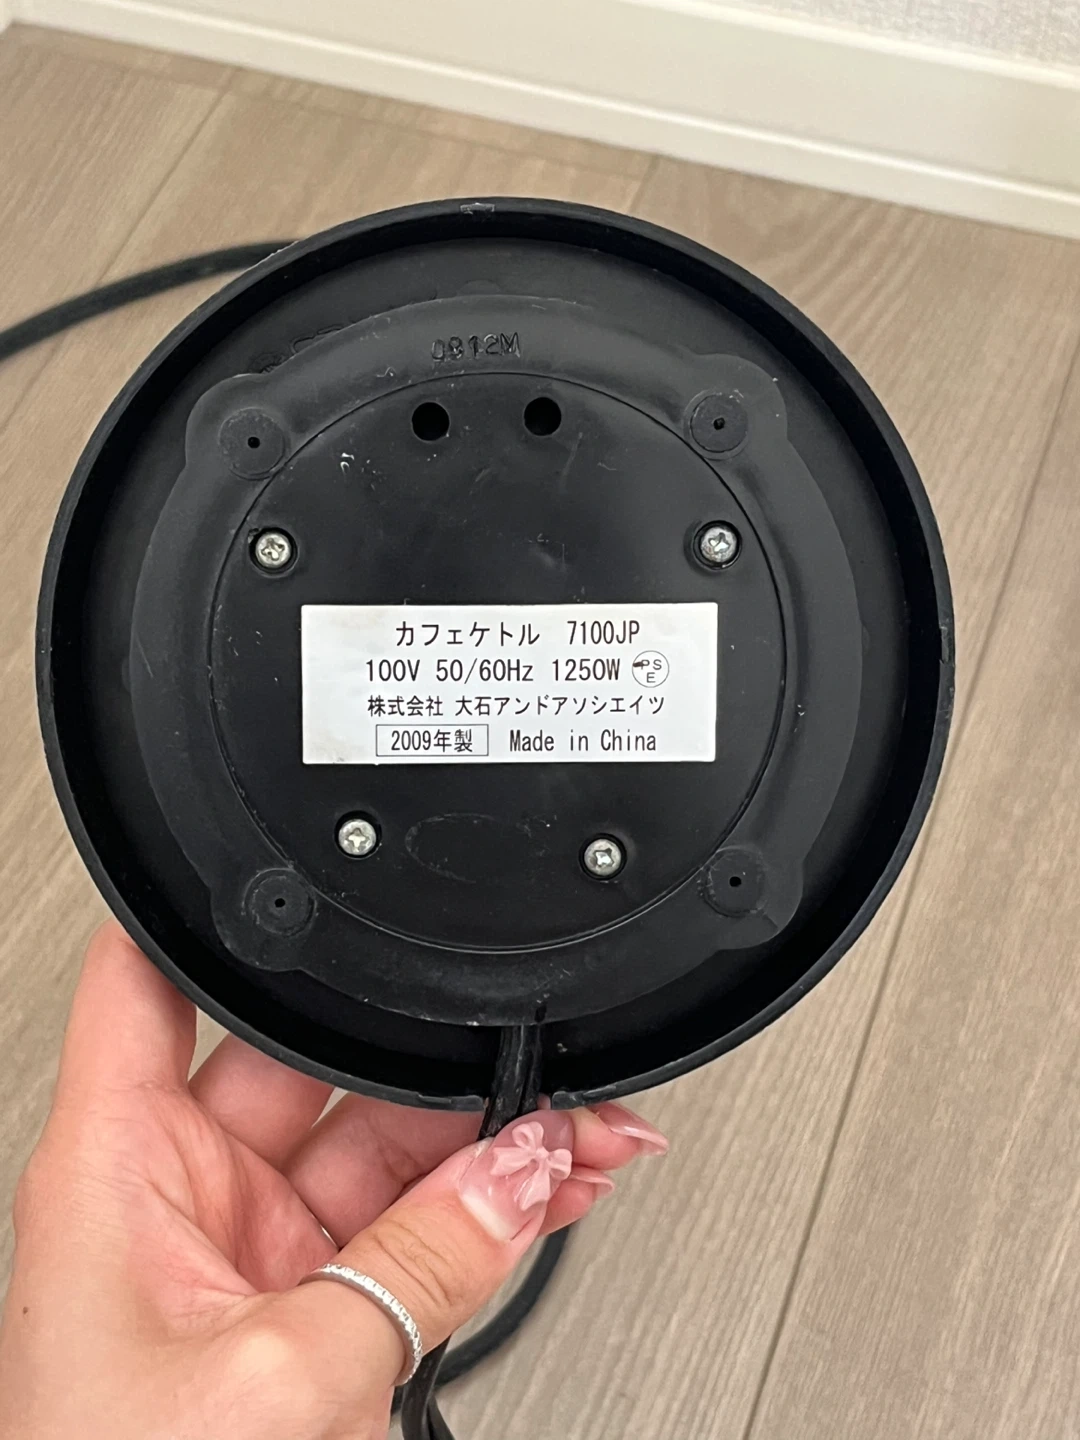 0912M
カフェケトル 7100JP
100V 50/60Hz 1250W PSE
株式会社 大石アンドアソシエイツ
2009年製 Made in China